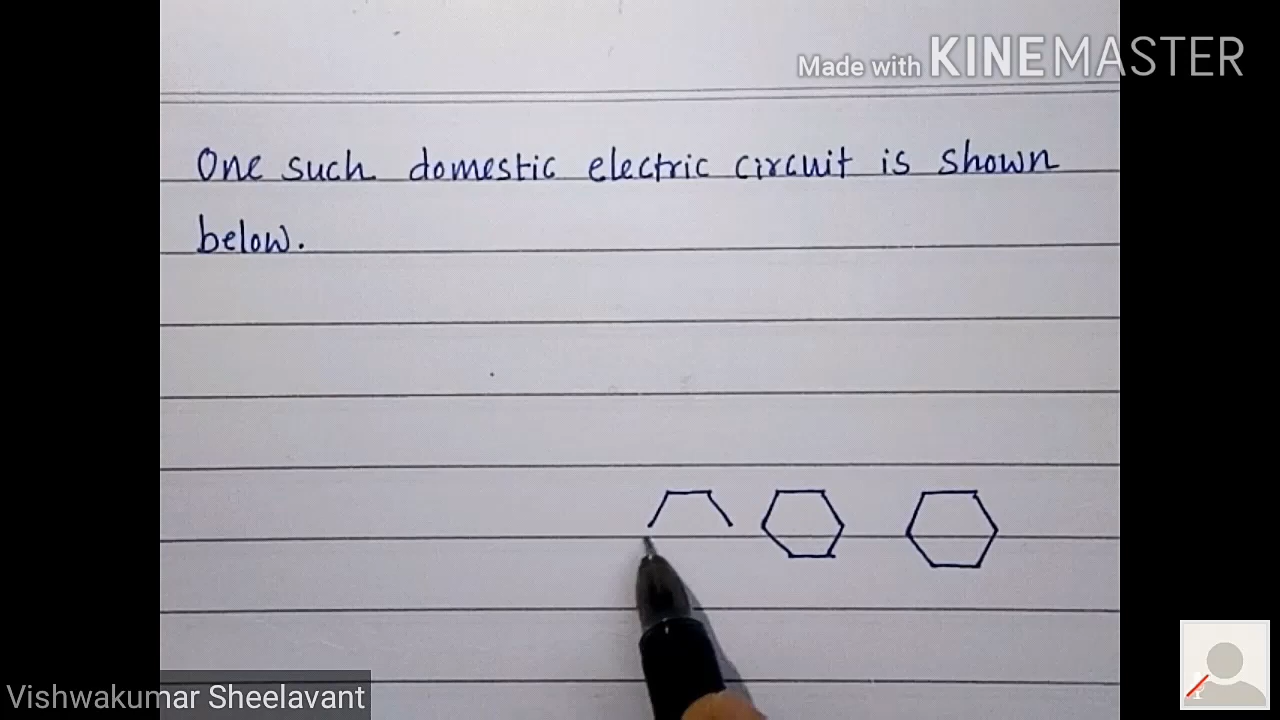 Made with KINEMASTER
One such domestic electric circuit is shown
below.
Vishwakumar Sheelavant